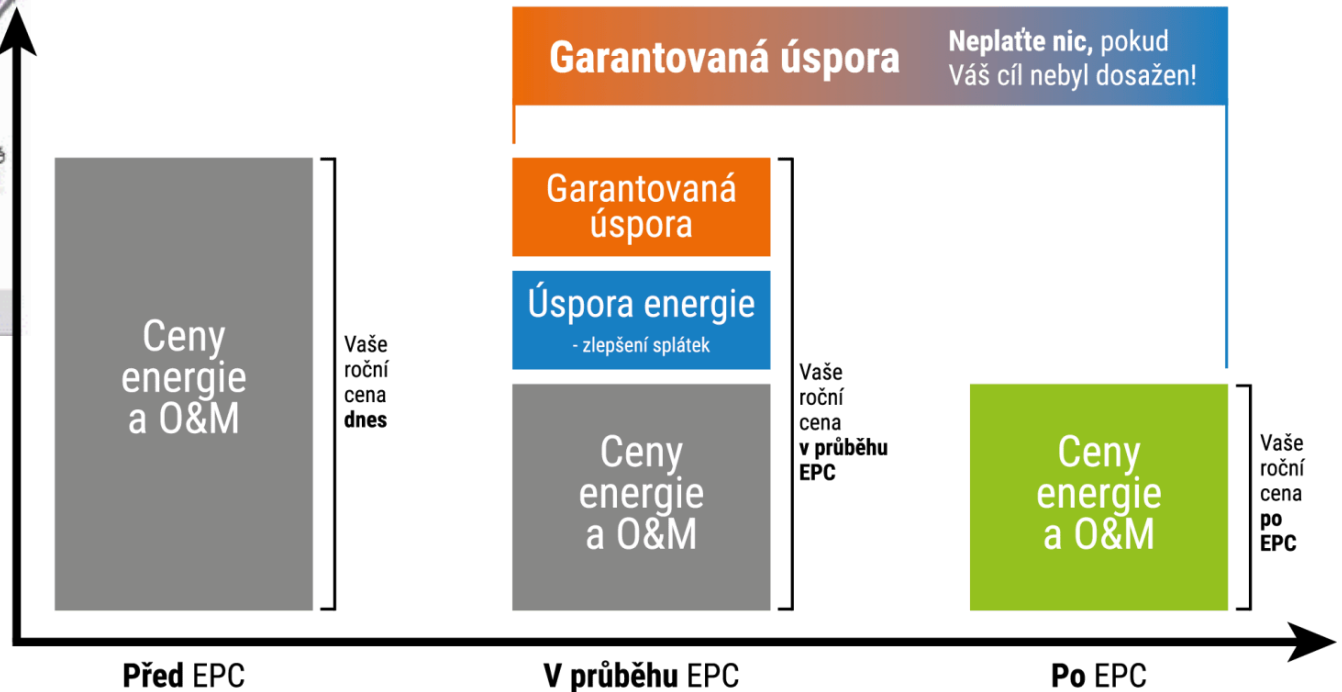 Garantovaná úspora
Neplaťte nic, pokud
Váš cíl nebyl dosažen!
Ceny
energie
a O&M
Vaše
roční
cena
dnes
Garantovaná
úspora
Úspora energie
- zlepšení splátek
Ceny
energie
a O&M
Vaše
roční
cena
v průběhu
EPC
Ceny
energie
a O&M
Vaše
roční
cena
po
EPC
Před EPC
V průběhu EPC
Po EPC